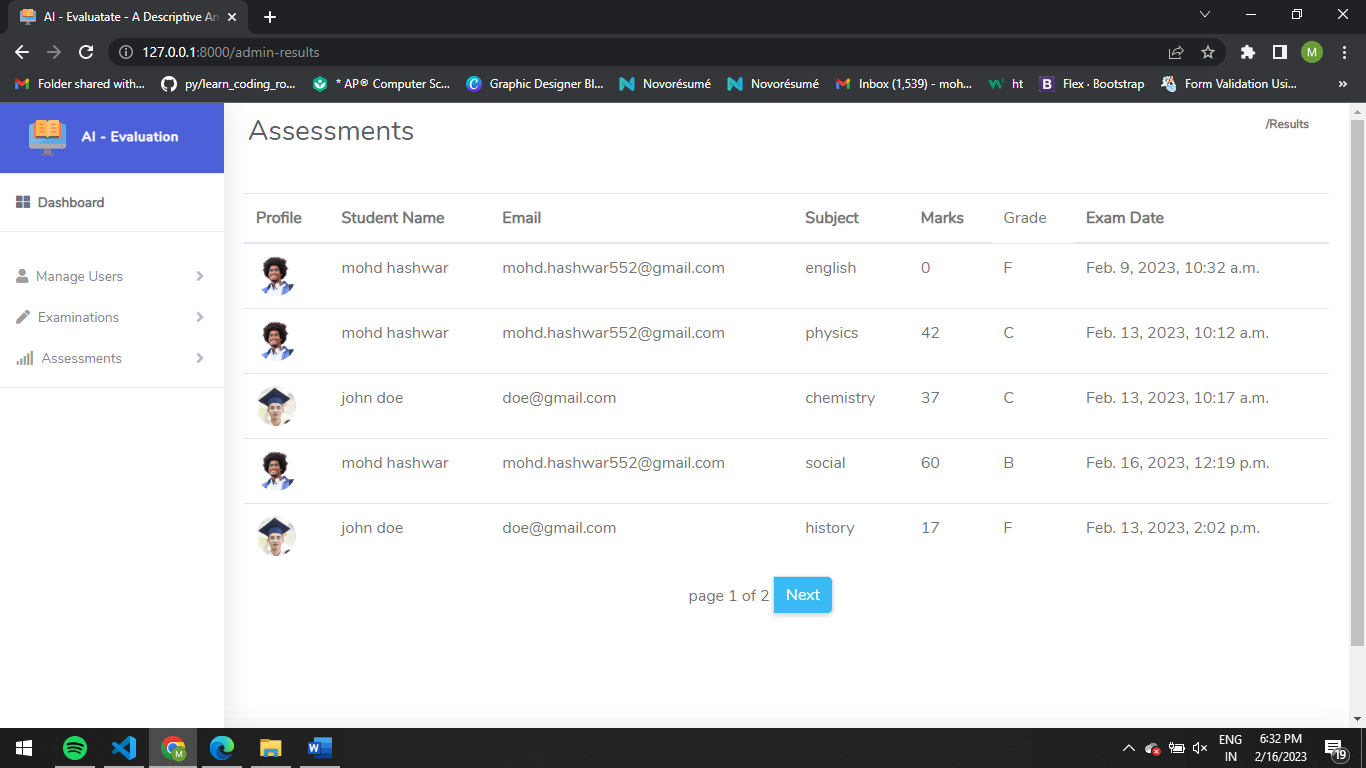 AI - Evaluatate - A Descriptive An
127.0.0.1:8000/admin-results
M
Folder shared with... py/learn_coding_ro... * AP® Computer Sc... Graphic Designer Bl... Novorésumé Novorésumé Inbox (1,539) - moh... ht Flex · Bootstrap Form Validation Usi... »
AI - Evaluation
Assessments
/Results
Dashboard
Manage Users
Examinations
Assessments
Profile Student Name Email Subject Marks Grade Exam Date
mohd hashwar mohd.hashwar552@gmail.com english 0 F Feb. 9, 2023, 10:32 a.m.
mohd hashwar mohd.hashwar552@gmail.com physics 42 C Feb. 13, 2023, 10:12 a.m.
john doe doe@gmail.com chemistry 37 C Feb. 13, 2023, 10:17 a.m.
mohd hashwar mohd.hashwar552@gmail.com social 60 B Feb. 16, 2023, 12:19 p.m.
john doe doe@gmail.com history 17 F Feb. 13, 2023, 2:02 p.m.
page 1 of 2 Next
ENG 6:32 PM
IN 2/16/2023 19